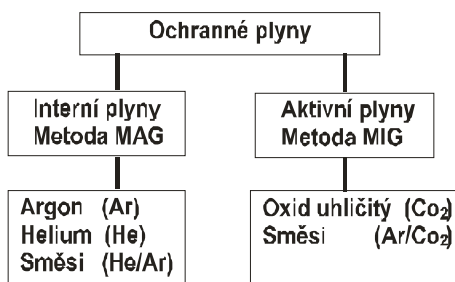 Ochranné plyny
Interní plyny
Metoda MAG
Aktivní plyny
Metoda MIG
Argon (Ar)
Helium (He)
Směsi (He/Ar)
Oxid uhličitý (Co₂)
Směsi (Ar/Co₂)